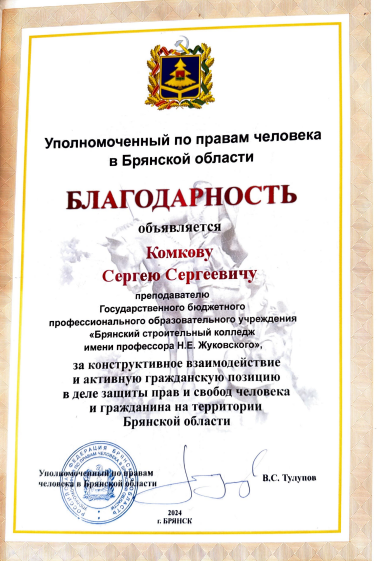 Уполномоченный по правам человека
в Брянской области
БЛАГОДАРНОСТЬ
объявляется
Комкову
Сергею Сергеевичу
преподавателю
Государственного бюджетного
профессионального образовательного учреждения
«Брянский строительный колледж
имени профессора Н.Е. Жуковского»,
за конструктивное взаимодействие
и активную гражданскую позицию
в деле защиты прав и свобод человека
и гражданина на территории
Брянской области
Уполномоченный по правам
человека в Брянской области
В.С. Тулупов
2024
г. БРЯНСК